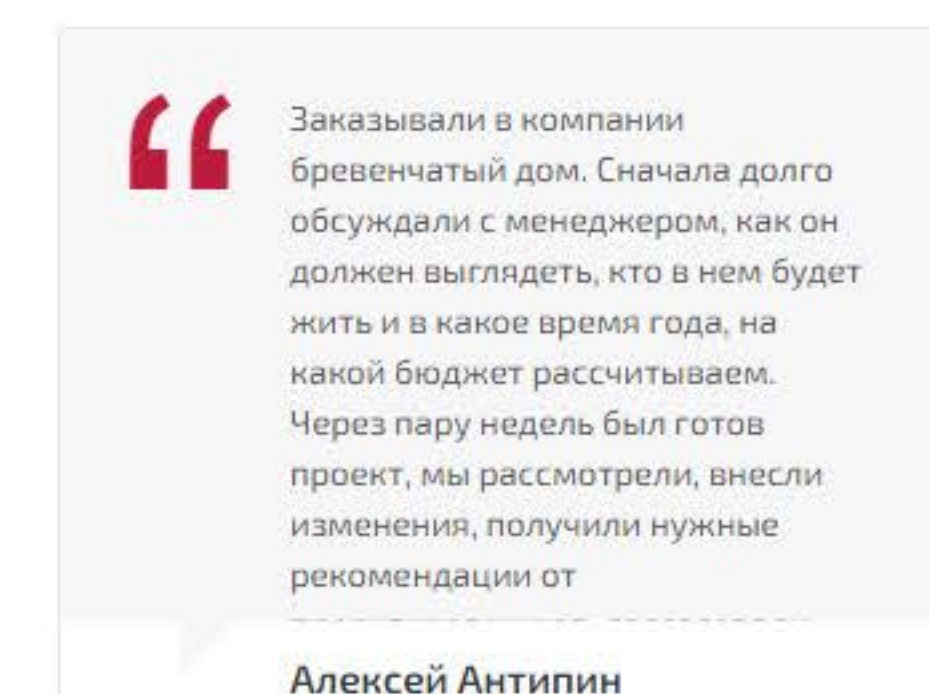 Заказывали в компании
бревенчатый дом. Сначала долго
обсуждали с менеджером, как он
должен выглядеть, кто в нем будет
жить и в какое время года, на
какой бюджет рассчитываем.
Через пару недель был готов
проект, мы рассмотрели, внесли
изменения, получили нужные
рекомендации от
Алексей Антипин